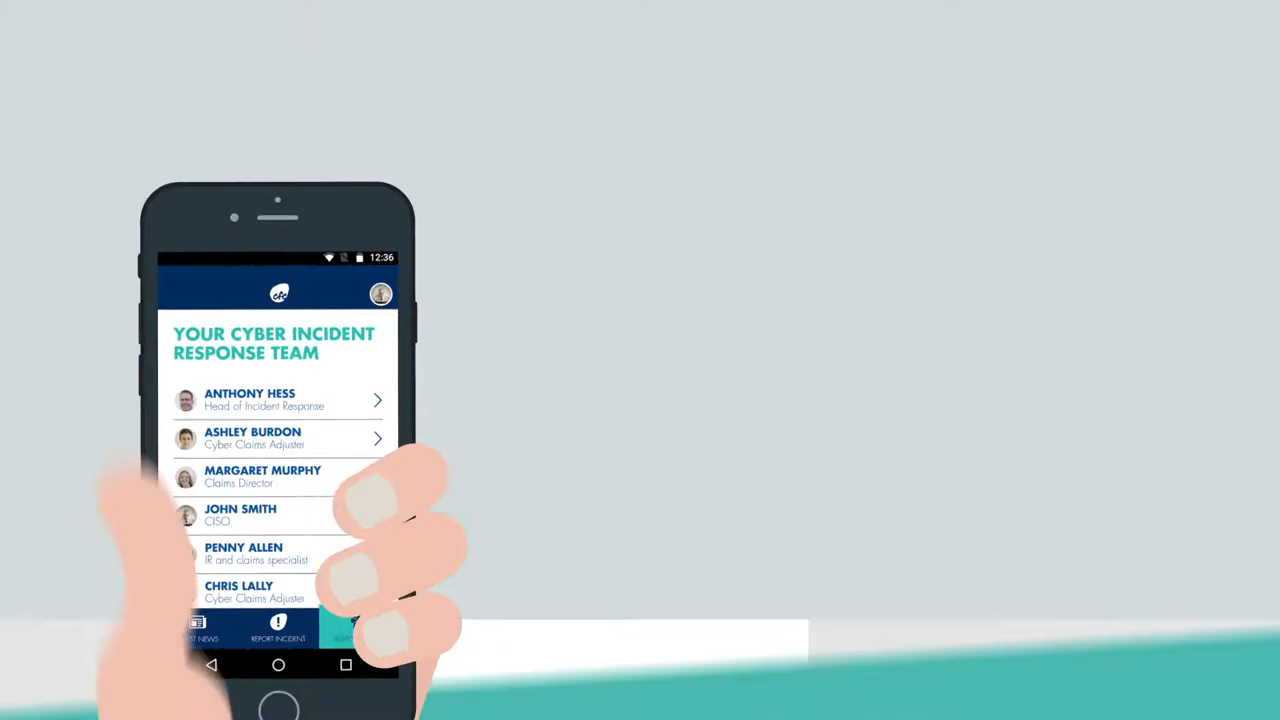 12:36
cfc
YOUR CYBER INCIDENT
RESPONSE TEAM
ANTHONY HESS
Head of Incident Response
ASHLEY BURDON
Cyber Claims Adjuster
MARGARET MURPHY
Claims Director
JOHN SMITH
CISO
PENNY ALLEN
IR and claims specialist
CHRIS LALLY
Cyber Claims Adjuster
NEWS
REPORT INCIDENT